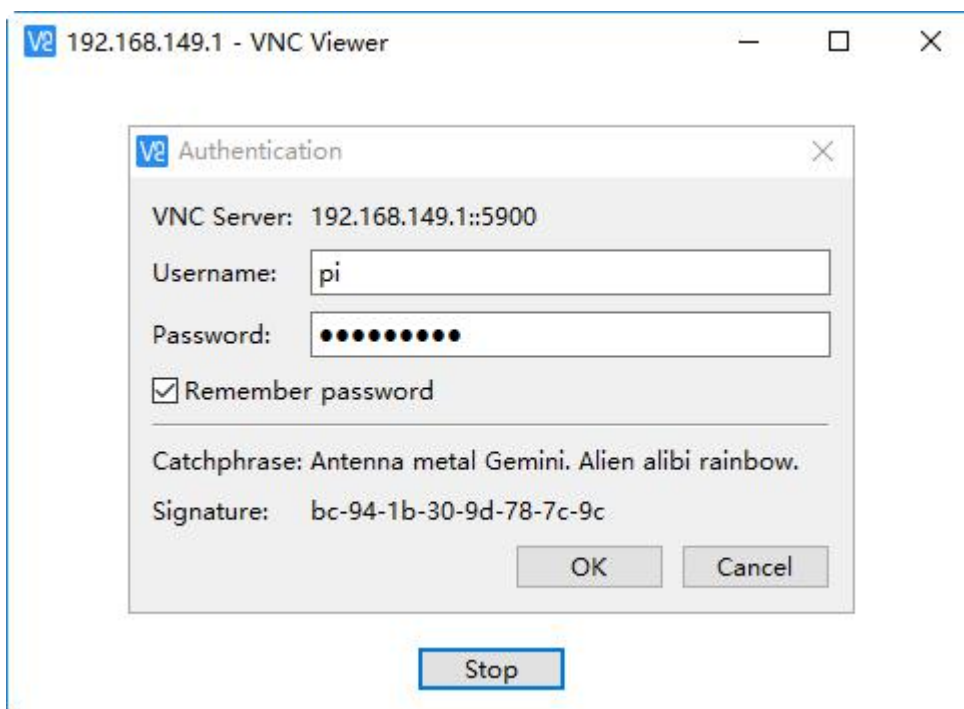 192.168.149.1 - VNC Viewer
Authentication
VNC Server: 192.168.149.1::5900
Username: pi
Password: ●●●●●●●●●
Remember password
Catchphrase: Antenna metal Gemini. Alien alibi rainbow.
Signature: bc-94-1b-30-9d-78-7c-9c
OK Cancel
Stop